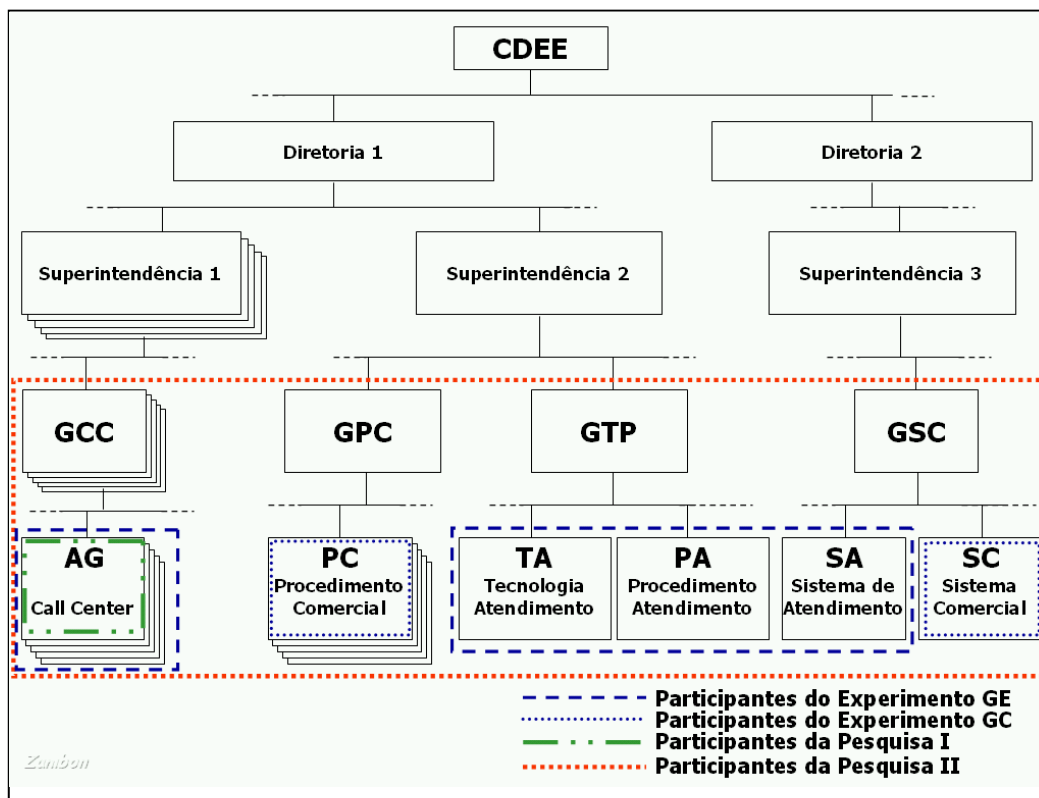 CDEE
Diretoria 1
Diretoria 2
Superintendência 1
Superintendência 2
Superintendência 3
GCC
GPC
GTP
GSC
AG
Call Center
PC
Procedimento
Comercial
TA
Tecnologia
Atendimento
PA
Procedimento
Atendimento
SA
Sistema de
Atendimento
SC
Sistema
Comercial
Participantes do Experimento GE
Participantes do Experimento GC
Participantes da Pesquisa I
Participantes da Pesquisa II
Zanibon